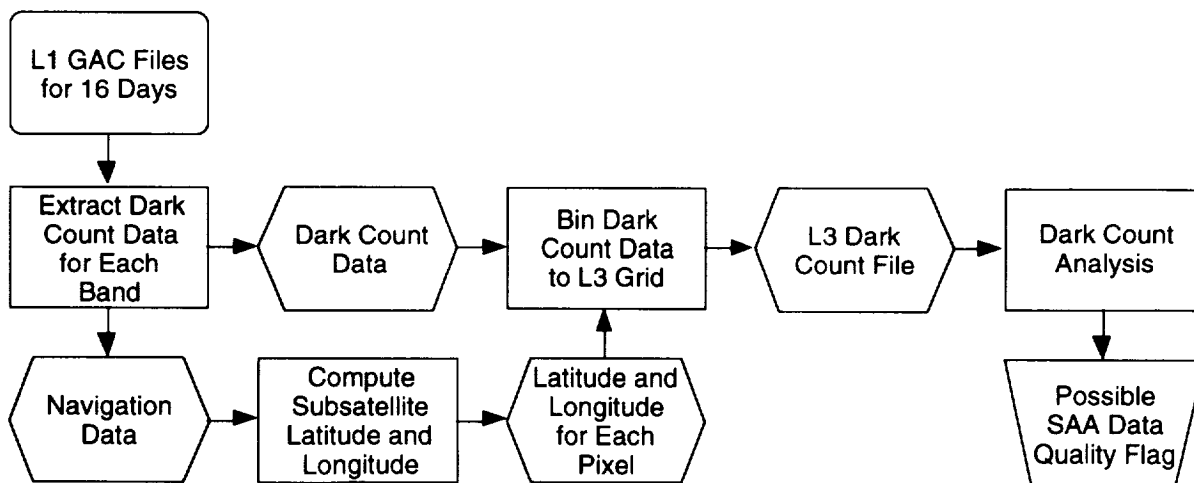 L1 GAC Files
for 16 Days
Extract Dark
Count Data
for Each
Band
Dark Count
Data
Bin Dark
Count Data
to L3 Grid
L3 Dark
Count File
Dark Count
Analysis
Navigation
Data
Compute
Subsatellite
Latitude and
Longitude
Latitude and
Longitude
for Each
Pixel
Possible
SAA Data
Quality Flag